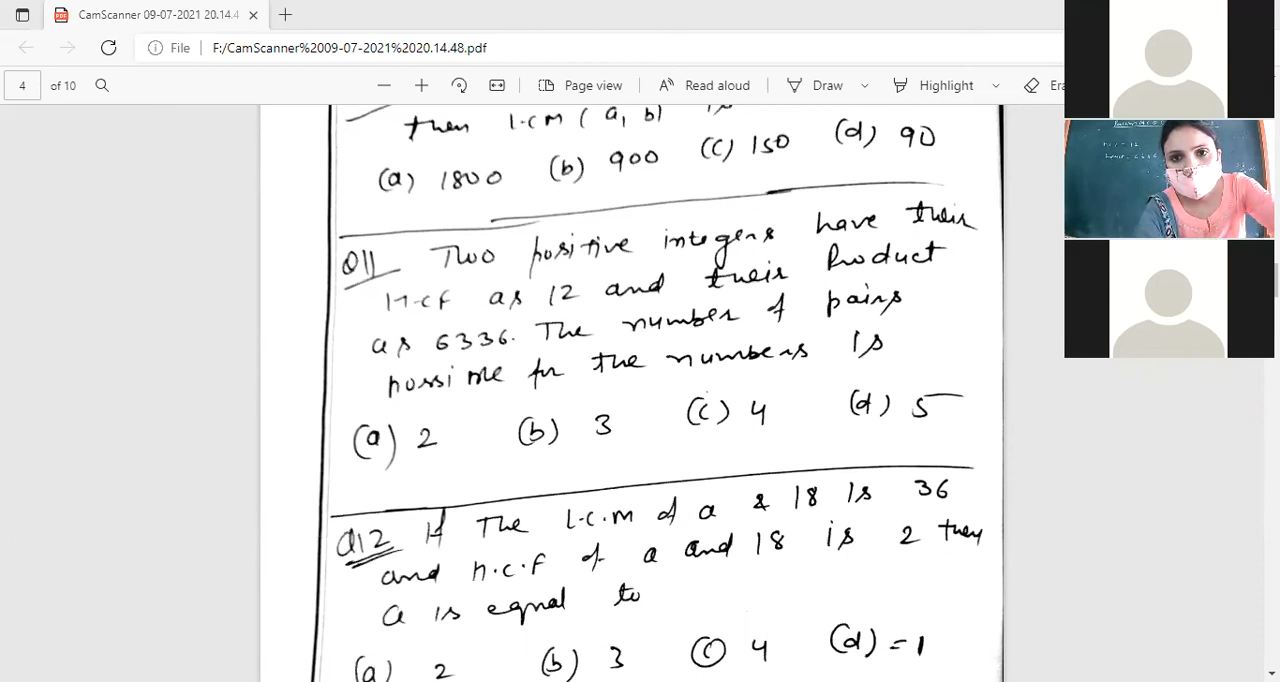 CamScanner 09-07-2021 20.14.4
File F:/CamScanner%2009-07-2021%2020.14.48.pdf
4 of 10 Page view Read aloud Draw Highlight Era
then L.C.M ( a, b) is
(a) 1800 (b) 900 (c) 150 (d) 90
Q11 Two positive integers have their
H.C.F as 12 and their Product
as 6336. The number of pairs
possible for the numbers is
(a) 2 (b) 3 (c) 4 (d) 5
Q12 If The L.C.M of a & 18 is 36
and H.C.F of a and 18 is 2 then
a is equal to
(a) 2 (b) 3 (c) 4 (d) = 1